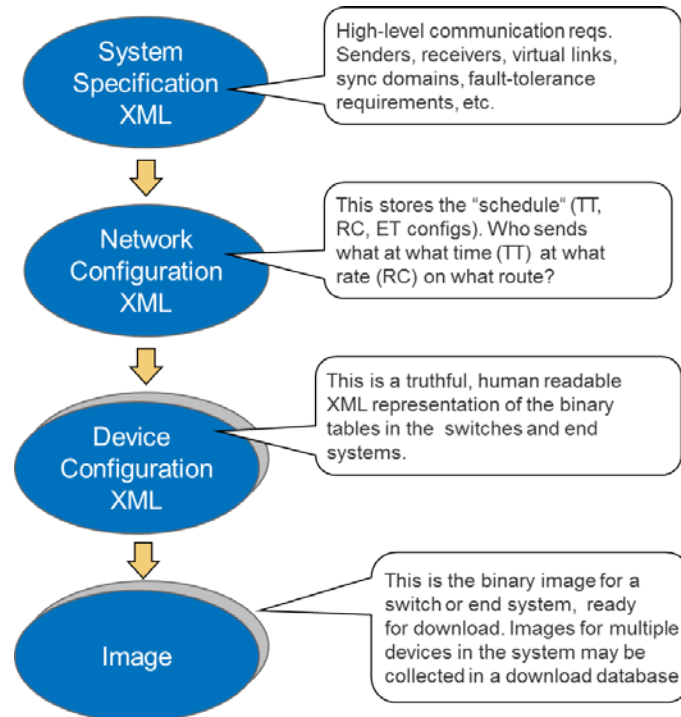 System
Specification
XML
High-level communication reqs.
Senders, receivers, virtual links,
sync domains, fault-tolerance
requirements, etc.
Network
Configuration
XML
This stores the “schedule“ (TT,
RC, ET configs). Who sends
what at what time (TT) at what
rate (RC) on what route?
Device
Configuration
XML
This is a truthful, human readable
XML representation of the binary
tables in the switches and end
systems.
Image
This is the binary image for a
switch or end system, ready
for download. Images for multiple
devices in the system may be
collected in a download database